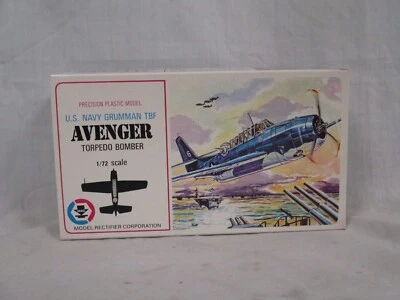 PRECISION PLASTIC MODEL
U.S. NAVY GRUMMAN TBF
AVENGER
TORPEDO BOMBER
1/72 scale
MODEL RECTIFIER CORPORATION